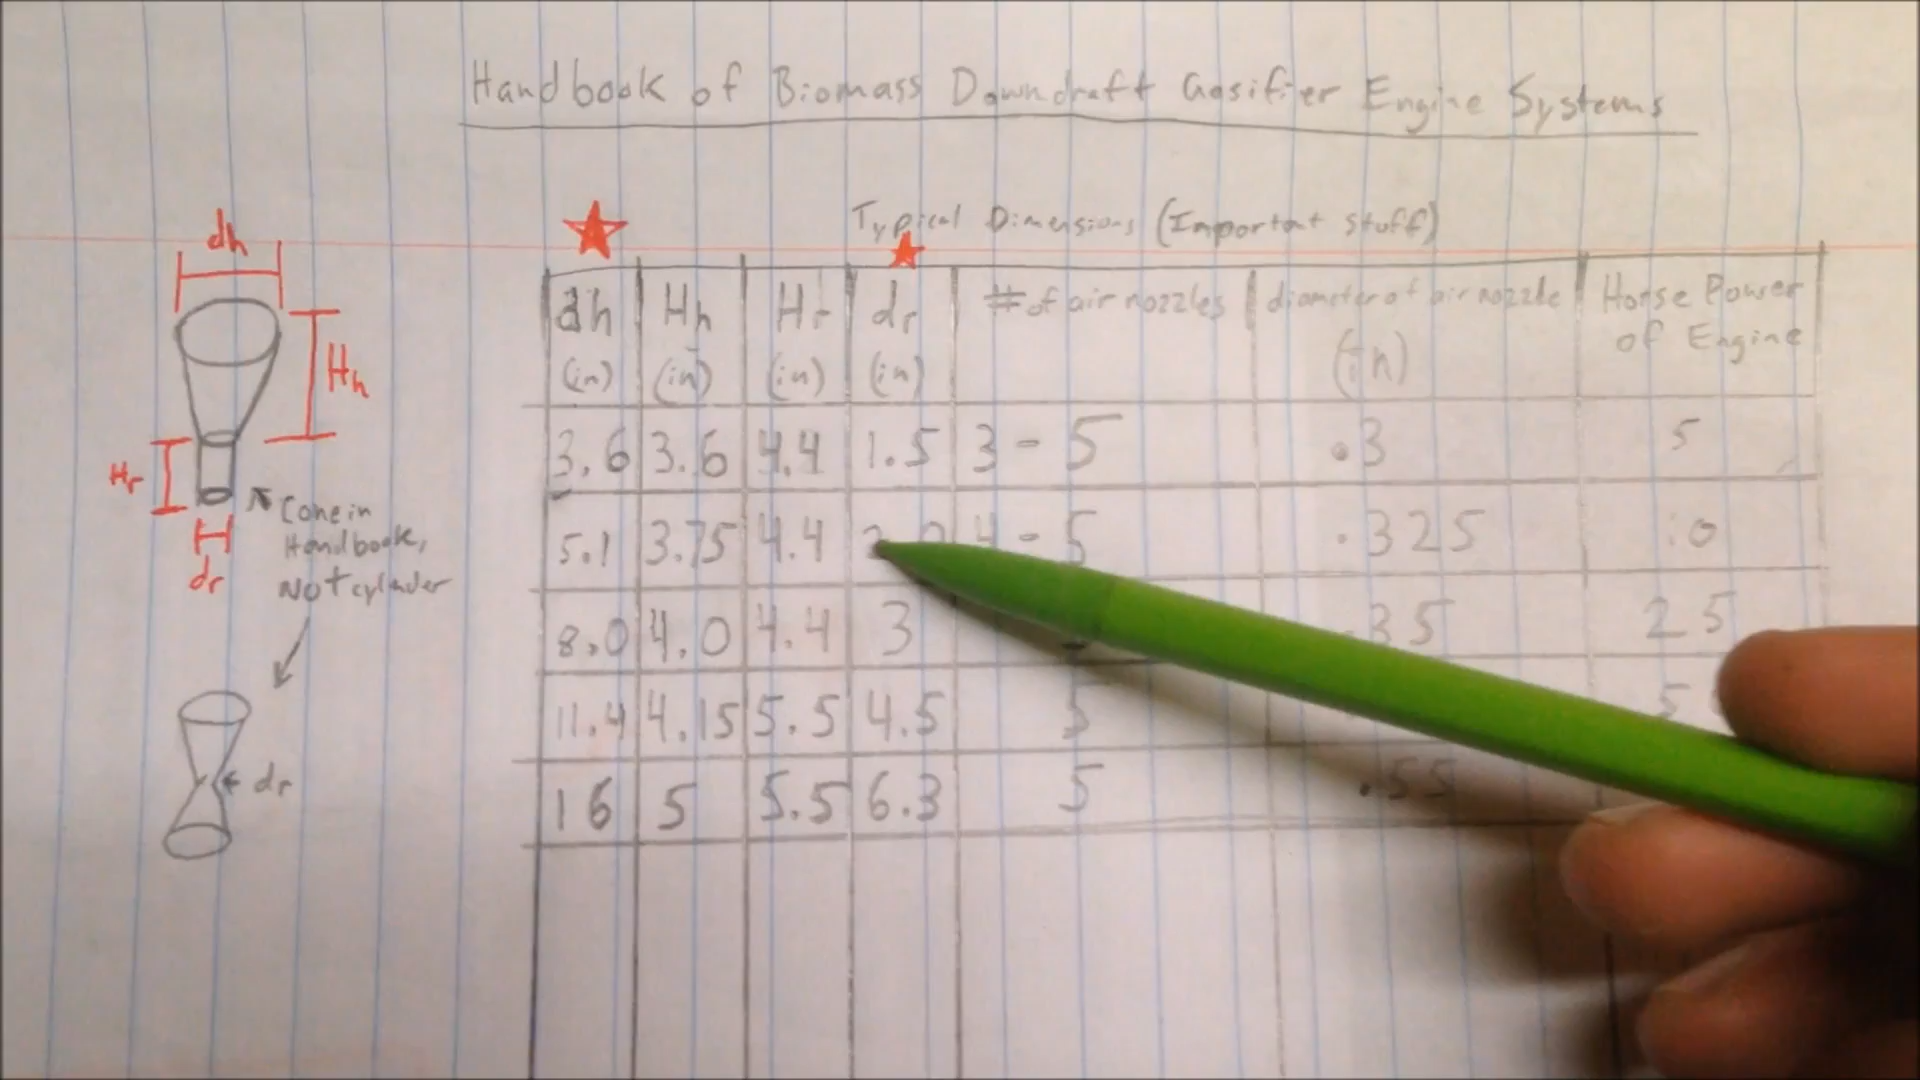 Handbook of Biomass Downdraft Gasifier Engine Systems
Typical Dimensions (Important stuff)
dh
Hh
Hr
dr
Cone in
Handbook,
Not cylinder
dr
dh (in) Hh (in) Hr (in) dr (in) # of air nozzles diameter of air nozzle (in) Horse Power of Engine
3.6 3.6 4.4 1.5 3 - 5 .3 5
5.1 3.75 4.4 4 - 5 .325 10
8.0 4.0 4.4 3 35 25
11.4 4.15 5.5 4.5 5
16 5 5.5 6.3 5 .55